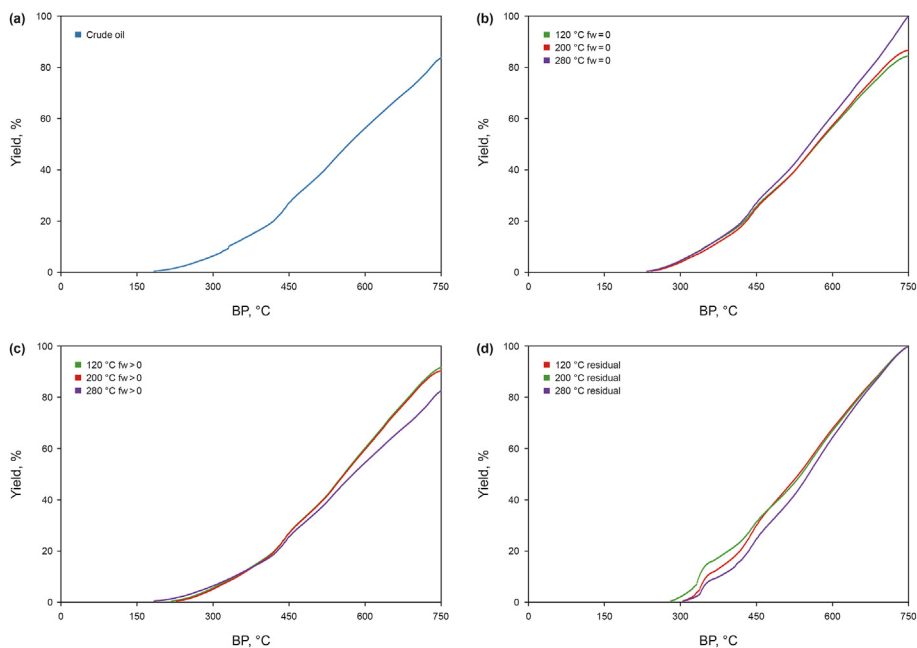 (a)
Crude oil
100
80
60
40
20
0
Yield, %
0 150 300 450 600 750
BP, °C
(b)
120 °C fw = 0
200 °C fw = 0
280 °C fw = 0
100
80
60
40
20
0
Yield, %
0 150 300 450 600 750
BP, °C
(c)
120 °C fw > 0
200 °C fw > 0
280 °C fw > 0
100
80
60
40
20
0
Yield, %
0 150 300 450 600 750
BP, °C
(d)
120 °C residual
200 °C residual
280 °C residual
100
80
60
40
20
0
Yield, %
0 150 300 450 600 750
BP, °C